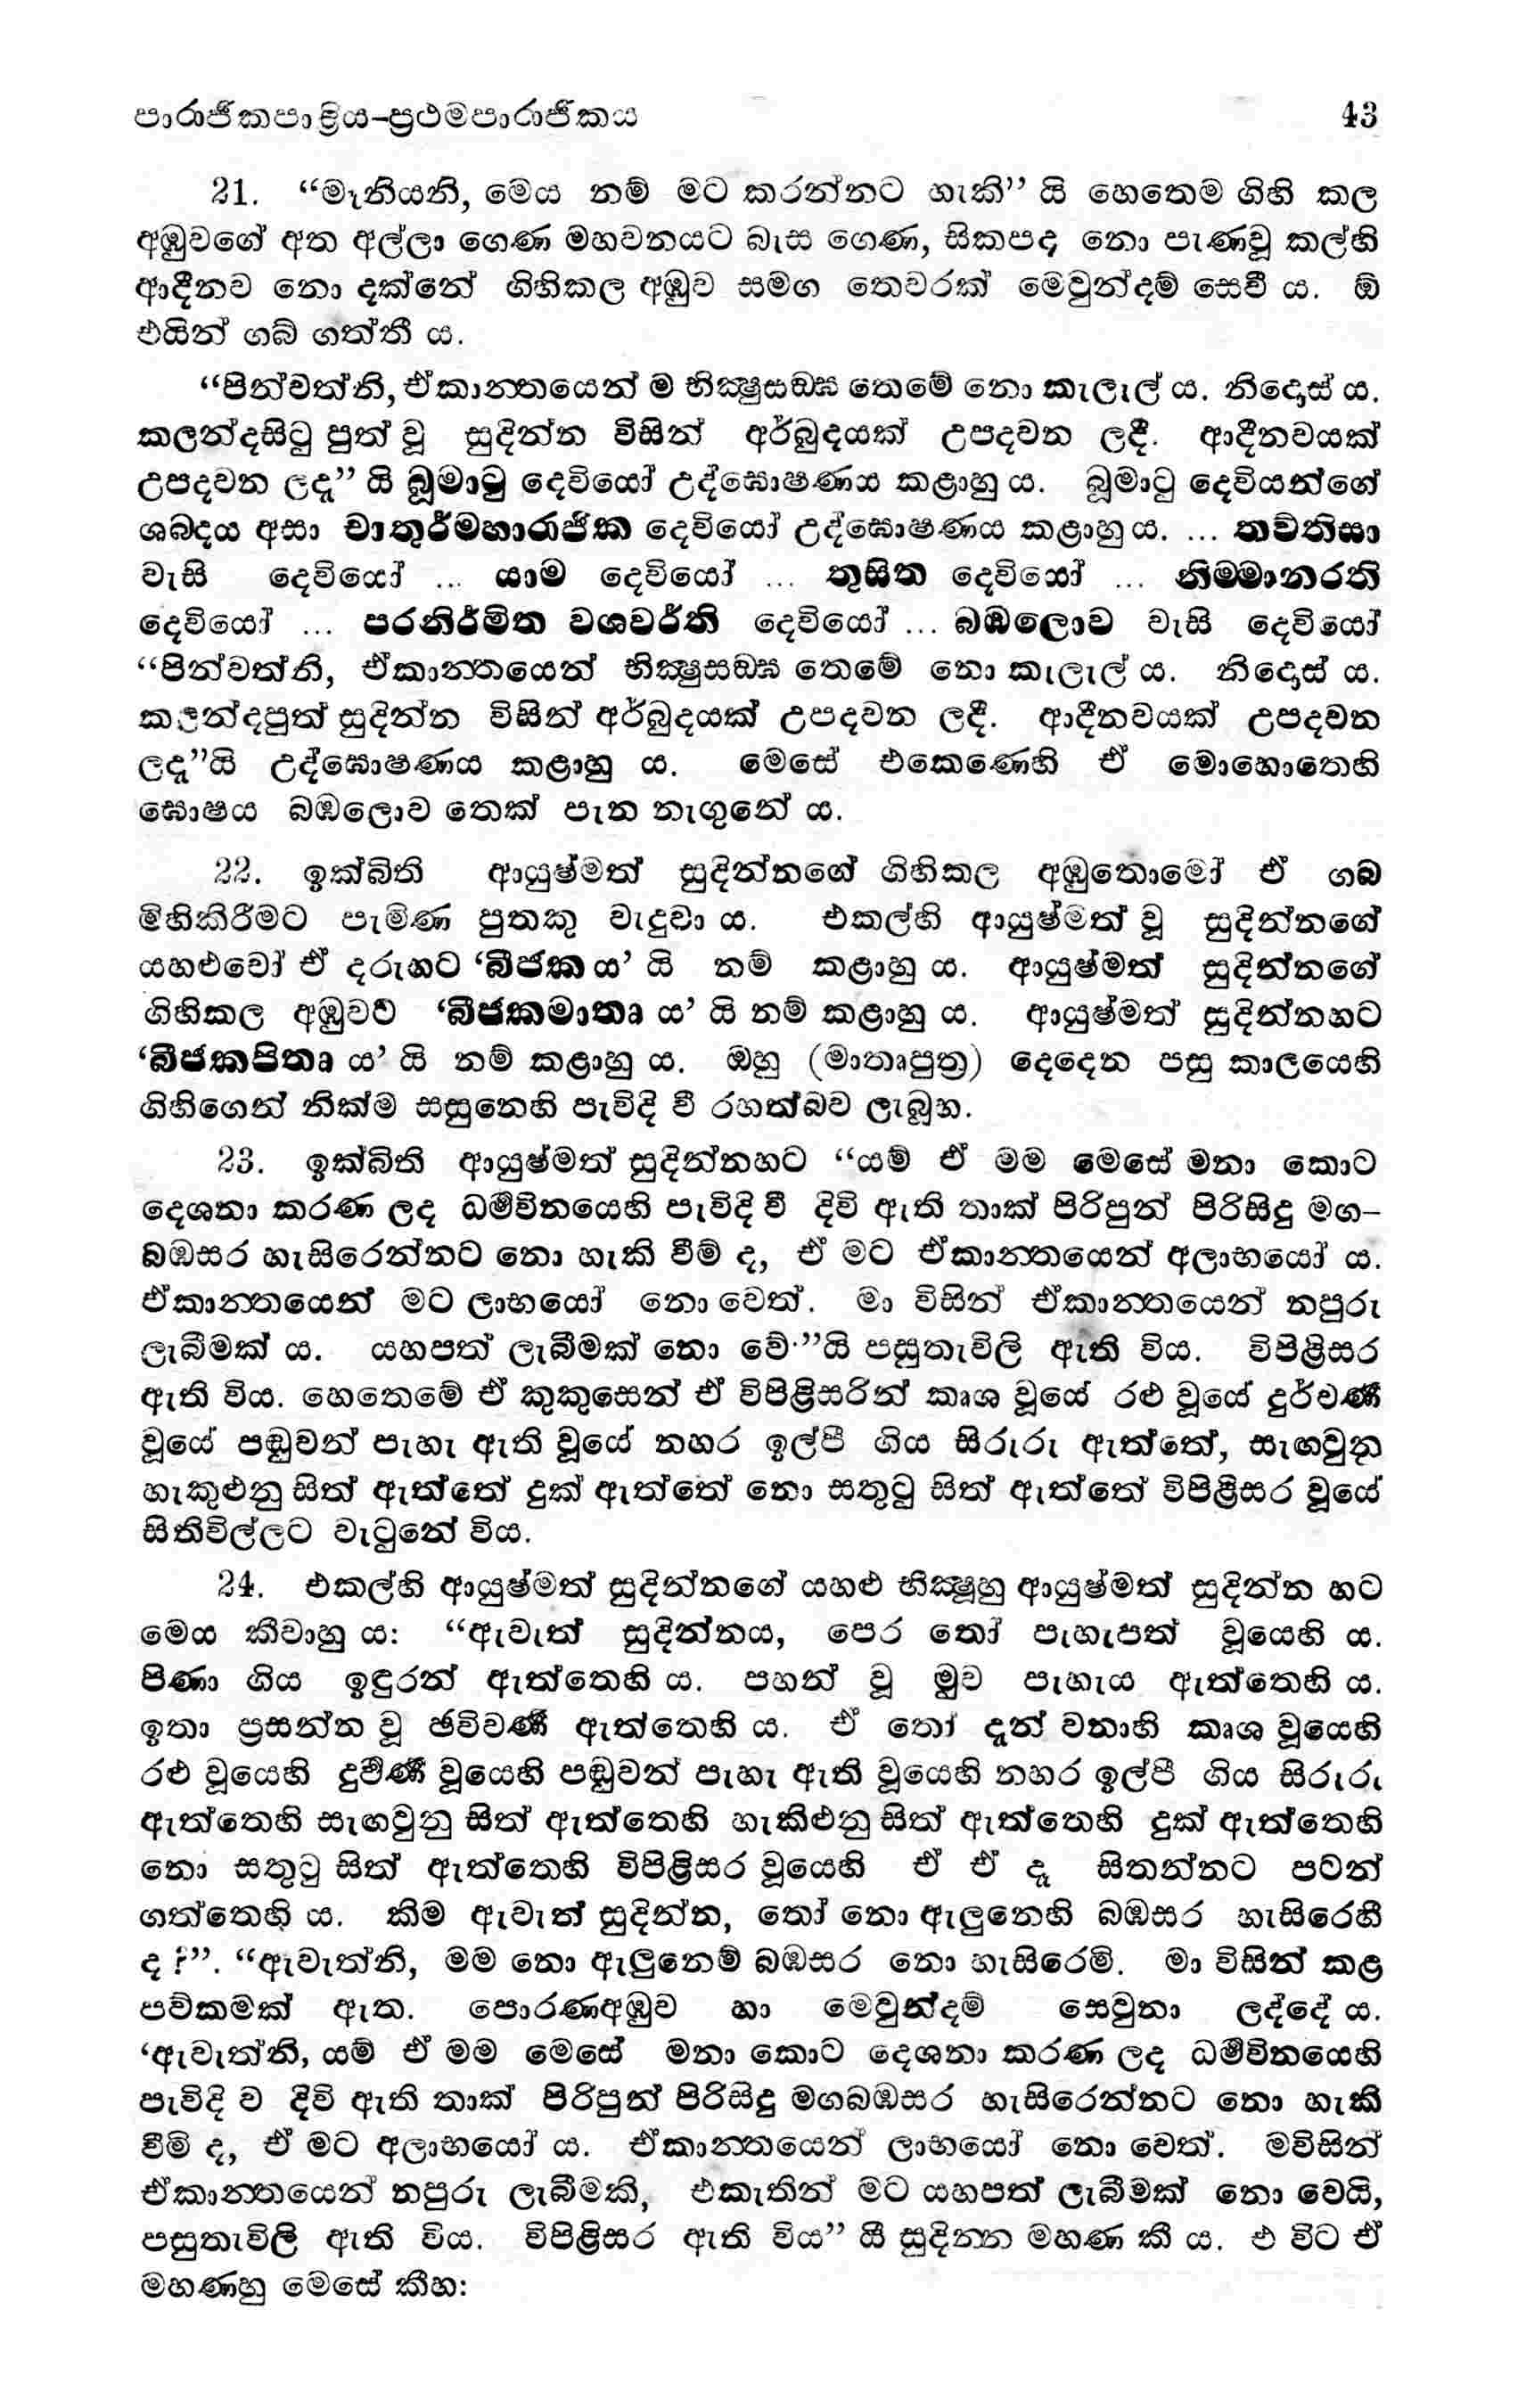 පාරාජිකපාළිය-ප්‍රථමපාරාජිකය 43
21. “මෑනියනි, මෙය නම් මට කරන්නට හැකි” යි හෙතෙම ගිහි කල
අඹුවගේ අත අල්ලා ගෙණ මහවනයට බැස ගෙණ, සිකපද නො පැණවූ කල්හි
ආදීනව නො දක්නේ ගිහිකල අඹුව සමග තෙවරක් මෙවුන්දම් සෙවී ය. ඕ
එයින් ගබ් ගත්තී ය.
“පින්වත්නි, ඒකාන්තයෙන් ම භික්‍ෂුසඞ්ඝ තෙමේ නො කැලැල් ය. නිදොස් ය.
කලන්දසිටු පුත් වූ සුදින්න විසින් අර්බුදයක් උපදවන ලදී. ආදීනවයක්
උපදවන ලදැ” යි බූමාටු දෙවියෝ උද්ඝොෂණය කළාහු ය. බූමාටු දෙවියන්ගේ
ශබ්දය අසා චාතුර්මහාරාජික දෙවියෝ උද්ඝොෂණය කළාහු ය. ... තව්තිසා
වැසි දෙවියෝ ... යාම දෙවියෝ ... තුසිත දෙවියෝ ... නිම්මානරති
දෙවියෝ ... පරනිර්මිත වශවර්ති දෙවියෝ ... බඹලොව වැසි දෙවියෝ
“පින්වත්නි, ඒකාන්තයෙන් භික්‍ෂුසඞ්ඝ තෙමේ නො කැලැල් ය. නිදොස් ය.
කලන්දපුත් සුදින්න විසින් අර්බුදයක් උපදවන ලදී. ආදීනවයක් උපදවන
ලදැ”යි උද්ඝොෂණය කළාහු ය. මෙසේ එකෙණෙහි ඒ මොහොතෙහි
ඝොෂය බඹලොව තෙක් පැන නැගුනේ ය.
22. ඉක්බිති ආයුෂ්මත් සුදින්නගේ ගිහිකල අඹුතොමෝ ඒ ගබ
මිහිකිරීමට පැමිණ පුතකු වැදුවා ය. එකල්හි ආයුෂ්මත් වූ සුදින්නගේ
යහළුවෝ ඒ දරුහට ‘බීජක ය’ යි නම් කළාහු ය. ආයුෂ්මත් සුදින්නගේ
ගිහිකල අඹුවව් ‘බීජකමාතෘ ය’ යි නම් කළාහු ය. ආයුෂ්මත් සුදින්නහට
‘බීජකපිතෘ ය’ යි නම් කළාහු ය. ඔහු (මාතෘපුත්‍ර) දෙදෙන පසු කාලයෙහි
ගිහිගෙන් නික්ම සසුනෙහි පැවිදි වී රහත්බව ලැබූහ.
23. ඉක්බිති ආයුෂ්මත් සුදින්නහට “යම් ඒ මම මෙසේ මනා කොට
දෙශනා කරණ ලද ධර්‍මවිනයෙහි පැවිදි වී දිවි ඇති තාක් පිරිපුන් පිරිසිදු මග-
බඹසර හැසිරෙන්නට නො හැකි වීම් ද, ඒ මට ඒකාන්තයෙන් අලාභයෝ ය.
ඒකාන්තයෙන් මට ලාභයෝ නො වෙත්. මා විසින් ඒකාන්තයෙන් නපුරු
ලැබීමක් ය. යහපත් ලැබීමක් නො වේ.”යි පසුතැවිලි ඇති විය. විපිළිසර
ඇති විය. හෙතෙමේ ඒ කුකුසෙන් ඒ විපිළිසරින් කෘශ වූයේ රළු වූයේ දුර්වර්‍ණ
වූයේ පඬුවන් පැහැ ඇති වූයේ නහර ඉල්පී ගිය සිරුරු ඇත්තේ, සැඟවුන
හැකුළුනු සිත් ඇත්තේ දුක් ඇත්තේ නො සතුටු සිත් ඇත්තේ විපිළිසර වූයේ
සිතිවිල්ලට වැටුනේ විය.
24. එකල්හි ආයුෂ්මත් සුදින්නගේ යහළු භික්‍ෂූහු ආයුෂ්මත් සුදින්න හට
මෙය කීවාහු ය: “ඇවැත් සුදින්නය, පෙර තෝ පැහැපත් වූයෙහි ය.
පිණා ගිය ඉඳුරන් ඇත්තෙහි ය. පහන් වූ මුව පැහැය ඇත්තෙහි ය.
ඉතා ප්‍රසන්න වූ ඡවිවර්‍ණ ඇත්තෙහි ය. ඒ තෝ දැන් වනාහි කෘශ වූයෙහි
රළු වූයෙහි දුර්‍වර්‍ණ වූයෙහි පඬුවන් පැහැ ඇති වූයෙහි නහර ඉල්පී ගිය සිරුරු
ඇත්තෙහි සැඟවුනු සිත් ඇත්තෙහි හැකිළුනු සිත් ඇත්තෙහි දුක් ඇත්තෙහි
නො සතුටු සිත් ඇත්තෙහි විපිළිසර වූයෙහි ඒ ඒ දෑ සිතන්නට පටන්
ගත්තෙහි ය. කිම ඇවැත් සුදින්න, තෝ නො ඇලුනෙහි බඹසර හැසිරෙහි
ද ?”. “ඇවැත්නි, මම නො ඇලුනෙම් බඹසර නො හැසිරෙමි. මා විසින් කළ
පව්කමක් ඇත. පොරණඅඹුව හා මෙවුන්දම් සෙවුනා ලද්දේ ය.
‘ඇවැත්නි, යම් ඒ මම මෙසේ මනා කොට දෙශනා කරණ ලද ධර්‍මවිනයෙහි
පැවිදි ව දිවි ඇති තාක් පිරිපුන් පිරිසිදු මගබඹසර හැසිරෙන්නට නො හැකි
වීම් ද, ඒ මට අලාභයෝ ය. ඒකාන්තයෙන් ලාභයෝ නො වෙත්. මවිසින්
ඒකාන්තයෙන් නපුරු ලැබීමකි, එකැතින් මට යහපත් ලැබීමක් නො වෙයි,
පසුතැවිලි ඇති විය. විපිළිසර ඇති විය” යී සුදින්න මහණ කී ය. එ විට ඒ
මහණහු මෙසේ කීහ: